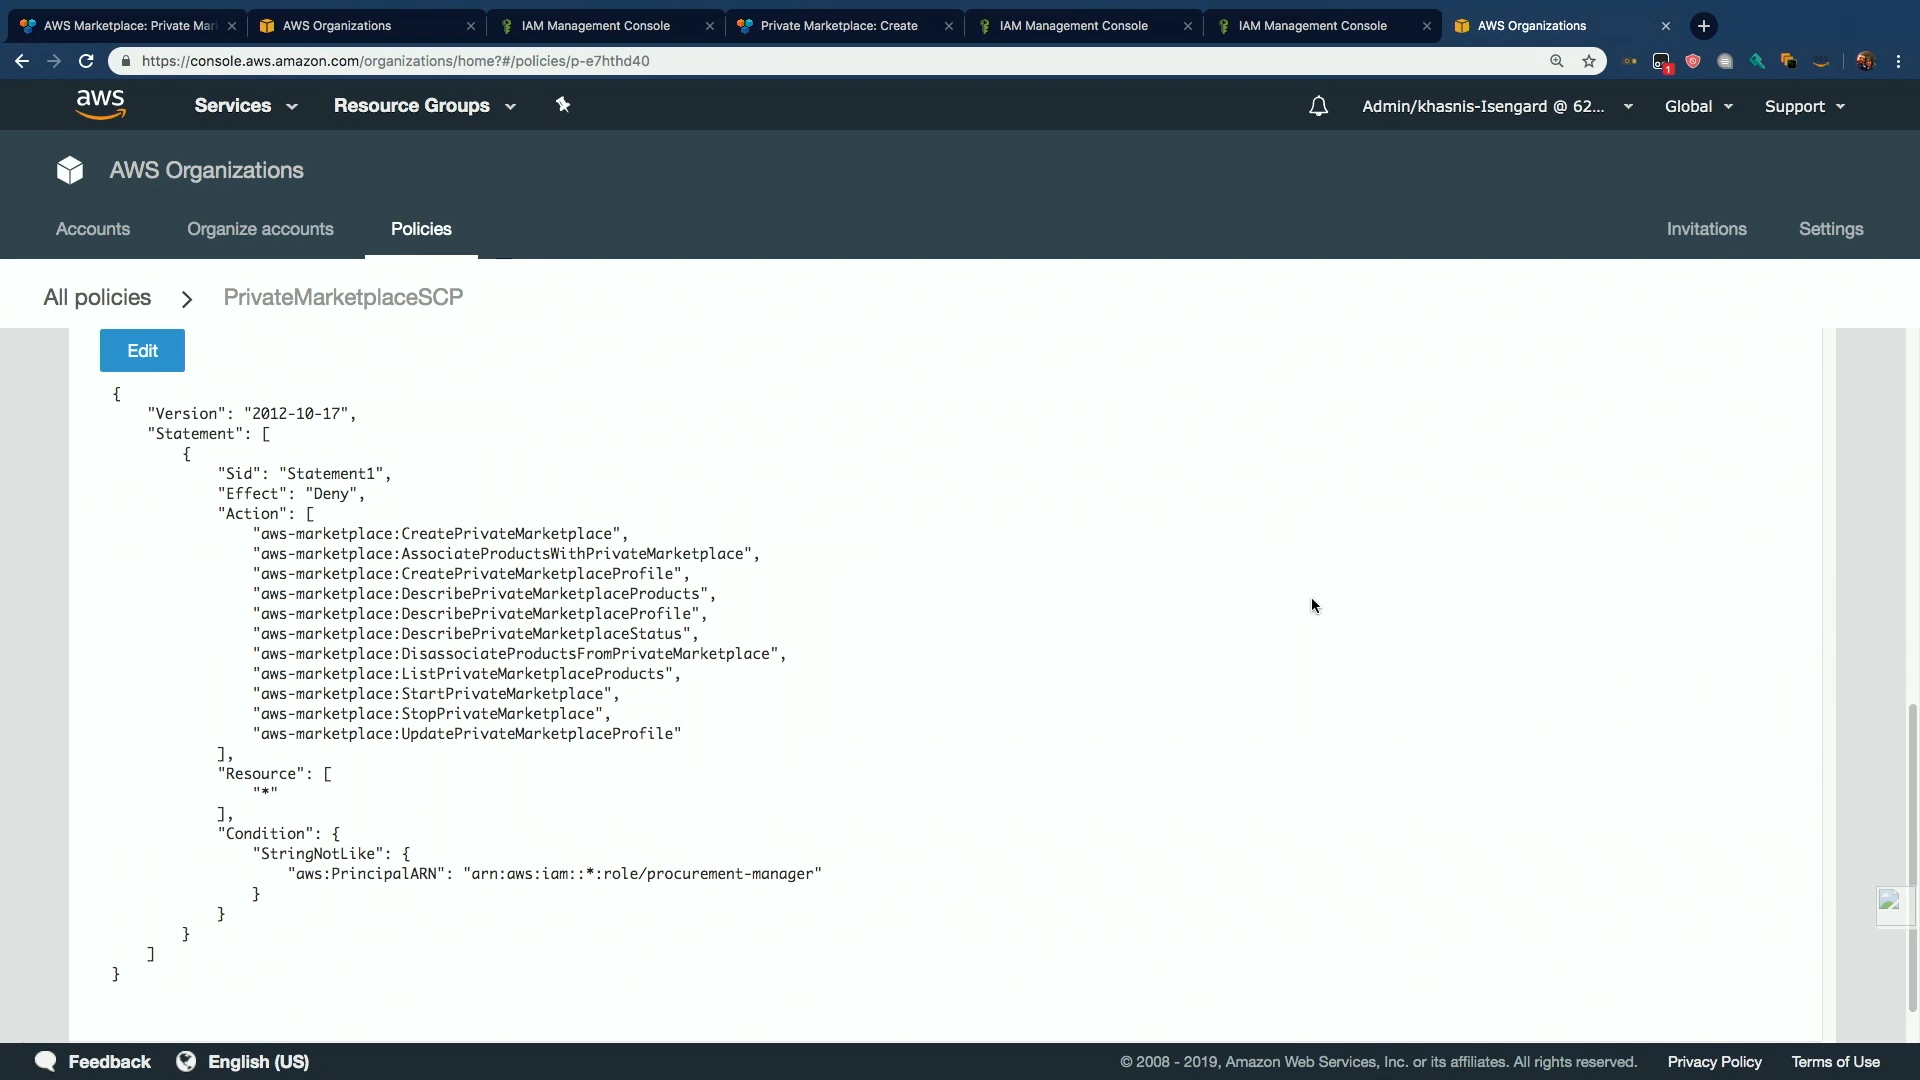 AWS Marketplace: Private Mar
AWS Organizations
IAM Management Console
Private Marketplace: Create
IAM Management Console
IAM Management Console
AWS Organizations
https://console.aws.amazon.com/organizations/home?#/policies/p-e7hthd40
1
aws
Services
Resource Groups
Admin/khasnis-Isengard @ 62...
Global
Support
AWS Organizations
Accounts
Organize accounts
Policies
Invitations
Settings
All policies
PrivateMarketplaceSCP
Edit
{
"Version": "2012-10-17",
"Statement": [
{
"Sid": "Statement1",
"Effect": "Deny",
"Action": [
"aws-marketplace:CreatePrivateMarketplace",
"aws-marketplace:AssociateProductsWithPrivateMarketplace",
"aws-marketplace:CreatePrivateMarketplaceProfile",
"aws-marketplace:DescribePrivateMarketplaceProducts",
"aws-marketplace:DescribePrivateMarketplaceProfile",
"aws-marketplace:DescribePrivateMarketplaceStatus",
"aws-marketplace:DisassociateProductsFromPrivateMarketplace",
"aws-marketplace:ListPrivateMarketplaceProducts",
"aws-marketplace:StartPrivateMarketplace",
"aws-marketplace:StopPrivateMarketplace",
"aws-marketplace:UpdatePrivateMarketplaceProfile"
],
"Resource": [
"*"
],
"Condition": {
"StringNotLike": {
"aws:PrincipalARN": "arn:aws:iam::*:role/procurement-manager"
}
}
}
]
}
Feedback
English (US)
© 2008 - 2019, Amazon Web Services, Inc. or its affiliates. All rights reserved.
Privacy Policy
Terms of Use